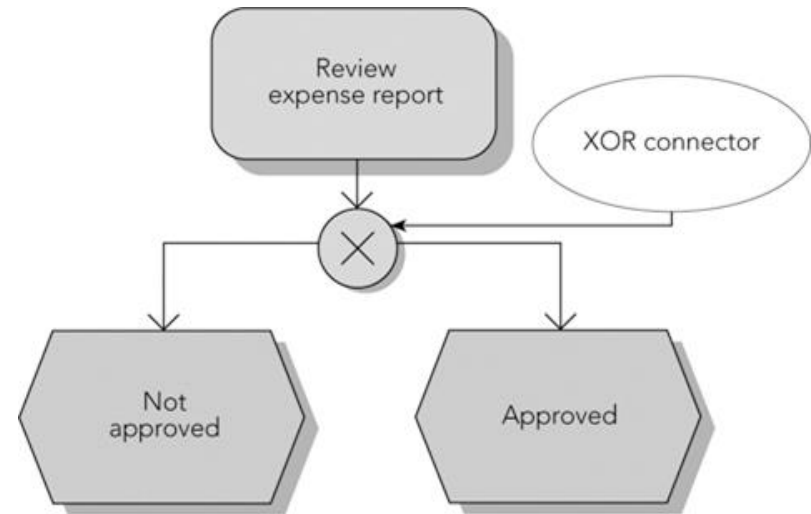 Review
expense report
XOR connector
Not
approved
Approved